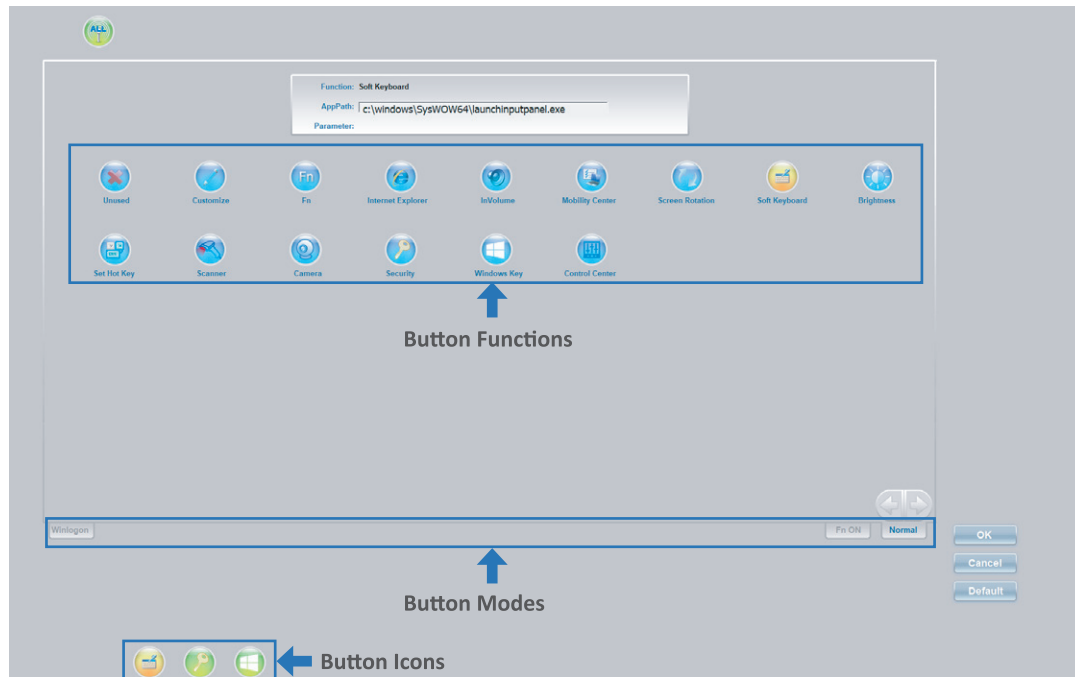 ALL
Function: Soft Keyboard
AppPath: c:\windows\SysWOW64\launchinputpanel.exe
Parameter:
Fn
Unused Customize Fn Internet Explorer InVolume Mobility Center Screen Rotation Soft Keyboard Brightness
Set Hot Key Scanner Camera Security Windows Key Control Center
Button Functions
Winlogon Fn ON Normal
OK
Cancel
Default
Button Modes
Button Icons